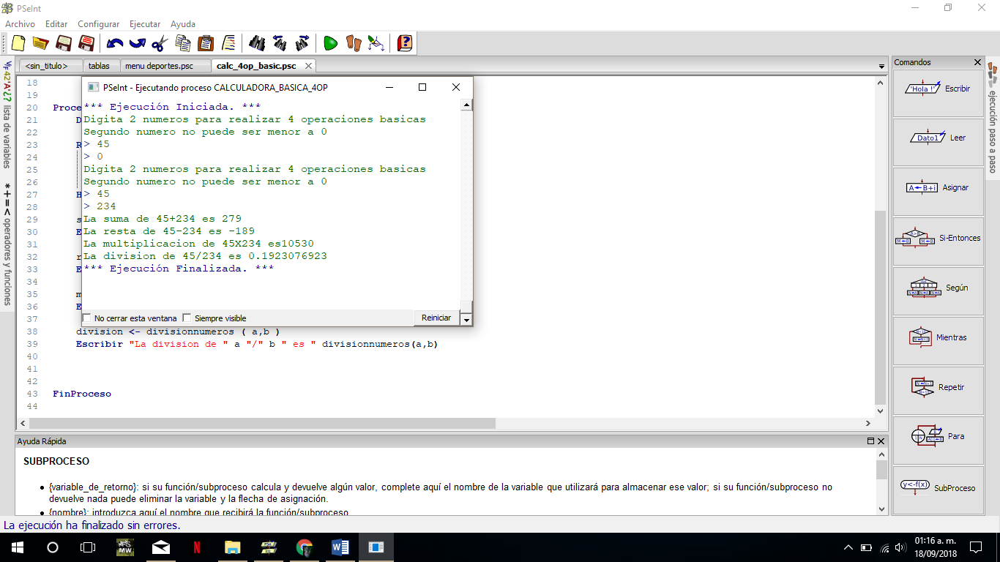 PSeInt
Archivo Editar Configurar Ejecutar Ayuda
<sin_titulo> tablas menu deportes.psc calc_4op_basic.psc
lista de variables
operadores y funciones
18
19
20 Proce
21 D
22
23 R
24
25
26
27 H
28
29 s
30 E
31
32 r
33 E
34
35 m
36 E
37
38 division <- divisionnumeros ( a,b )
39 Escribir "La division de " a "/" b " es " divisionnumeros(a,b)
40
41
42
43 FinProceso
44
PSeInt - Ejecutando proceso CALCULADORA_BASICA_4OP
*** Ejecución Iniciada. ***
Digita 2 numeros para realizar 4 operaciones basicas
Segundo numero no puede ser menor a 0
> 45
> 0
Digita 2 numeros para realizar 4 operaciones basicas
Segundo numero no puede ser menor a 0
> 45
> 234
La suma de 45+234 es 279
La resta de 45-234 es -189
La multiplicacion de 45X234 es10530
La division de 45/234 es 0.1923076923
*** Ejecución Finalizada. ***
No cerrar esta ventana Siempre visible Reiniciar
Comandos
'Hola !' Escribir
Dato1 Leer
A B+i Asignar
Si-Entonces
Según
Mientras
Repetir
Para
y<-f(x) SubProceso
ejecución paso a paso
Ayuda Rápida
SUBPROCESO
{variable_de_retorno}: si su función/subproceso calcula y devuelve algún valor, complete aquí el nombre de la variable que utilizará para almacenar ese valor; si su función/subproceso no
devuelve nada puede eliminar la variable y la flecha de asignación.
{nombre}: introduzca aquí el nombre que recibirá la función/subproceso
La ejecución ha finalizado sin errores.
MW
01:16 a. m.
18/09/2018